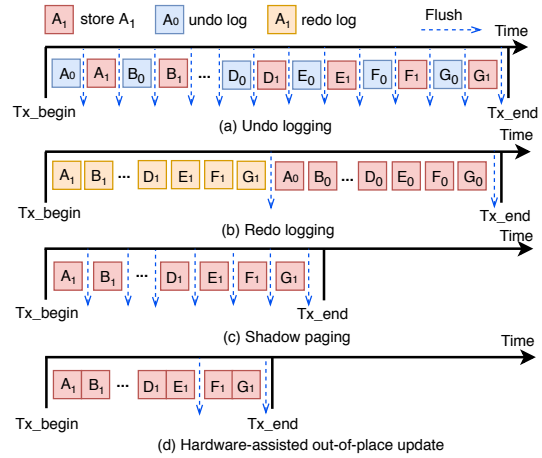 A1 store A1 A0 undo log A1 redo log Flush
Time
A0 A1 B0 B1 ... D0 D1 E0 E1 F0 F1 G0 G1
Tx_begin Tx_end
(a) Undo logging
Time
A1 B1 ... D1 E1 F1 G1 A0 B0 ... D0 E0 F0 G0
Tx_begin Tx_end
(b) Redo logging
Time
A1 B1 ... D1 E1 F1 G1
Tx_begin Tx_end
(c) Shadow paging
Time
A1 B1 ... D1 E1 F1 G1
Tx_begin Tx_end
(d) Hardware-assisted out-of-place update